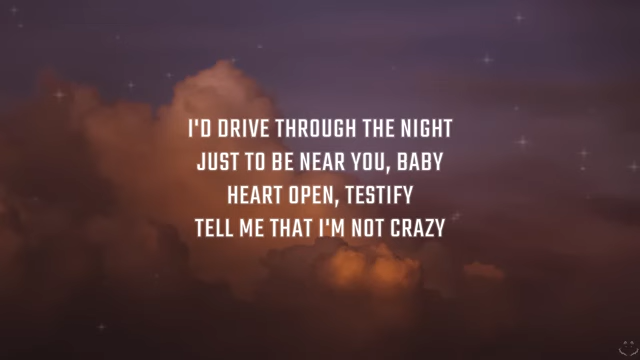 I'D DRIVE THROUGH THE NIGHT
JUST TO BE NEAR YOU, BABY
HEART OPEN, TESTIFY
TELL ME THAT I'M NOT CRAZY